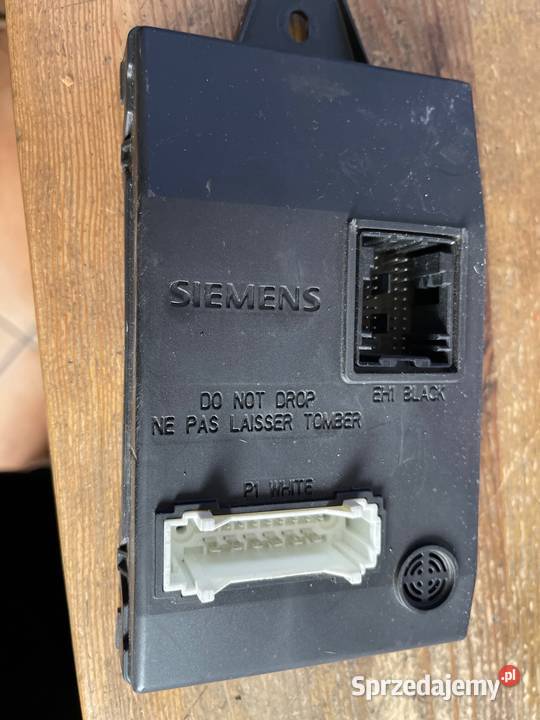 SIEMENS
EH1 BLACK
DO NOT DROP
NE PAS LAISSER TOMBER
P1 WHITE
Sprzedajemy.pl